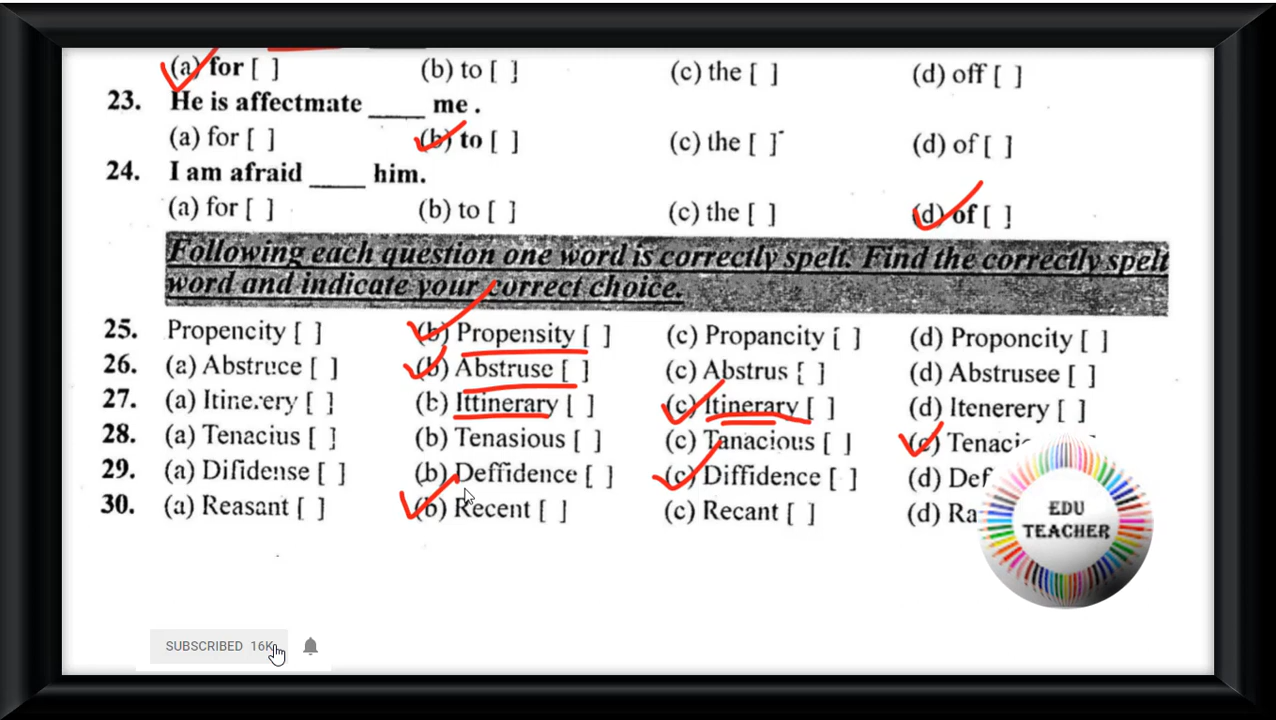 (a) for [ ] (b) to [ ] (c) the [ ] (d) off [ ]
23. He is affectmate ____ me .
(a) for [ ] (b) to [ ] (c) the [ ] (d) of [ ]
24. I am afraid ____ him.
(a) for [ ] (b) to [ ] (c) the [ ] (d) of [ ]
Following each question one word is correctly spelt. Find the correctly spelt
word and indicate your correct choice.
25. Propencity [ ] (b) Propensity [ ] (c) Propancity [ ] (d) Proponcity [ ]
26. (a) Abstruce [ ] (b) Abstruse [ ] (c) Abstrus [ ] (d) Abstrusee [ ]
27. (a) Itinerery [ ] (b) Ittinerary [ ] (c) Itinerary [ ] (d) Itenerery [ ]
28. (a) Tenacius [ ] (b) Tenasious [ ] (c) Tanacious [ ] Tenaci
29. (a) Difidense [ ] (b) Deffidence [ ] (c) Diffidence [ ] (d) Def
30. (a) Reasant [ ] (b) Recent [ ] (c) Recant [ ] (d) Ra
EDU
TEACHER
SUBSCRIBED 16K